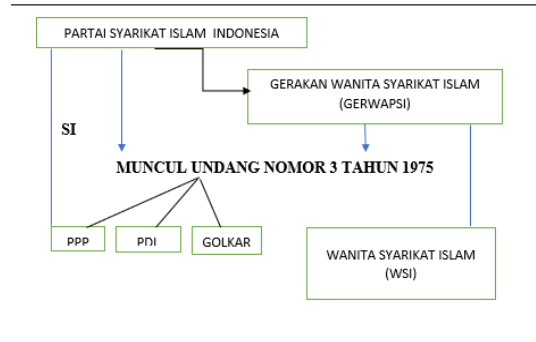 PARTAI SYARIKAT ISLAM INDONESIA
GERAKAN WANITA SYARIKAT ISLAM
(GERWAPSI)
SI
MUNCUL UNDANG NOMOR 3 TAHUN 1975
PPP
PDI
GOLKAR
WANITA SYARIKAT ISLAM
(WSI)